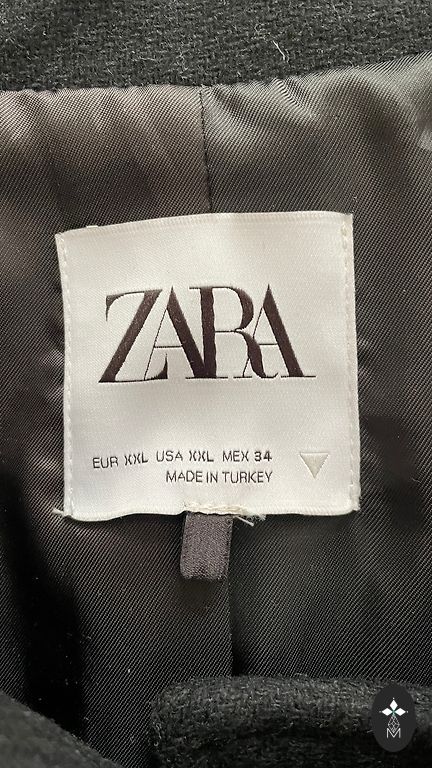 ZARA
EUR XXL USA XXL MEX 34
MADE IN TURKEY
M